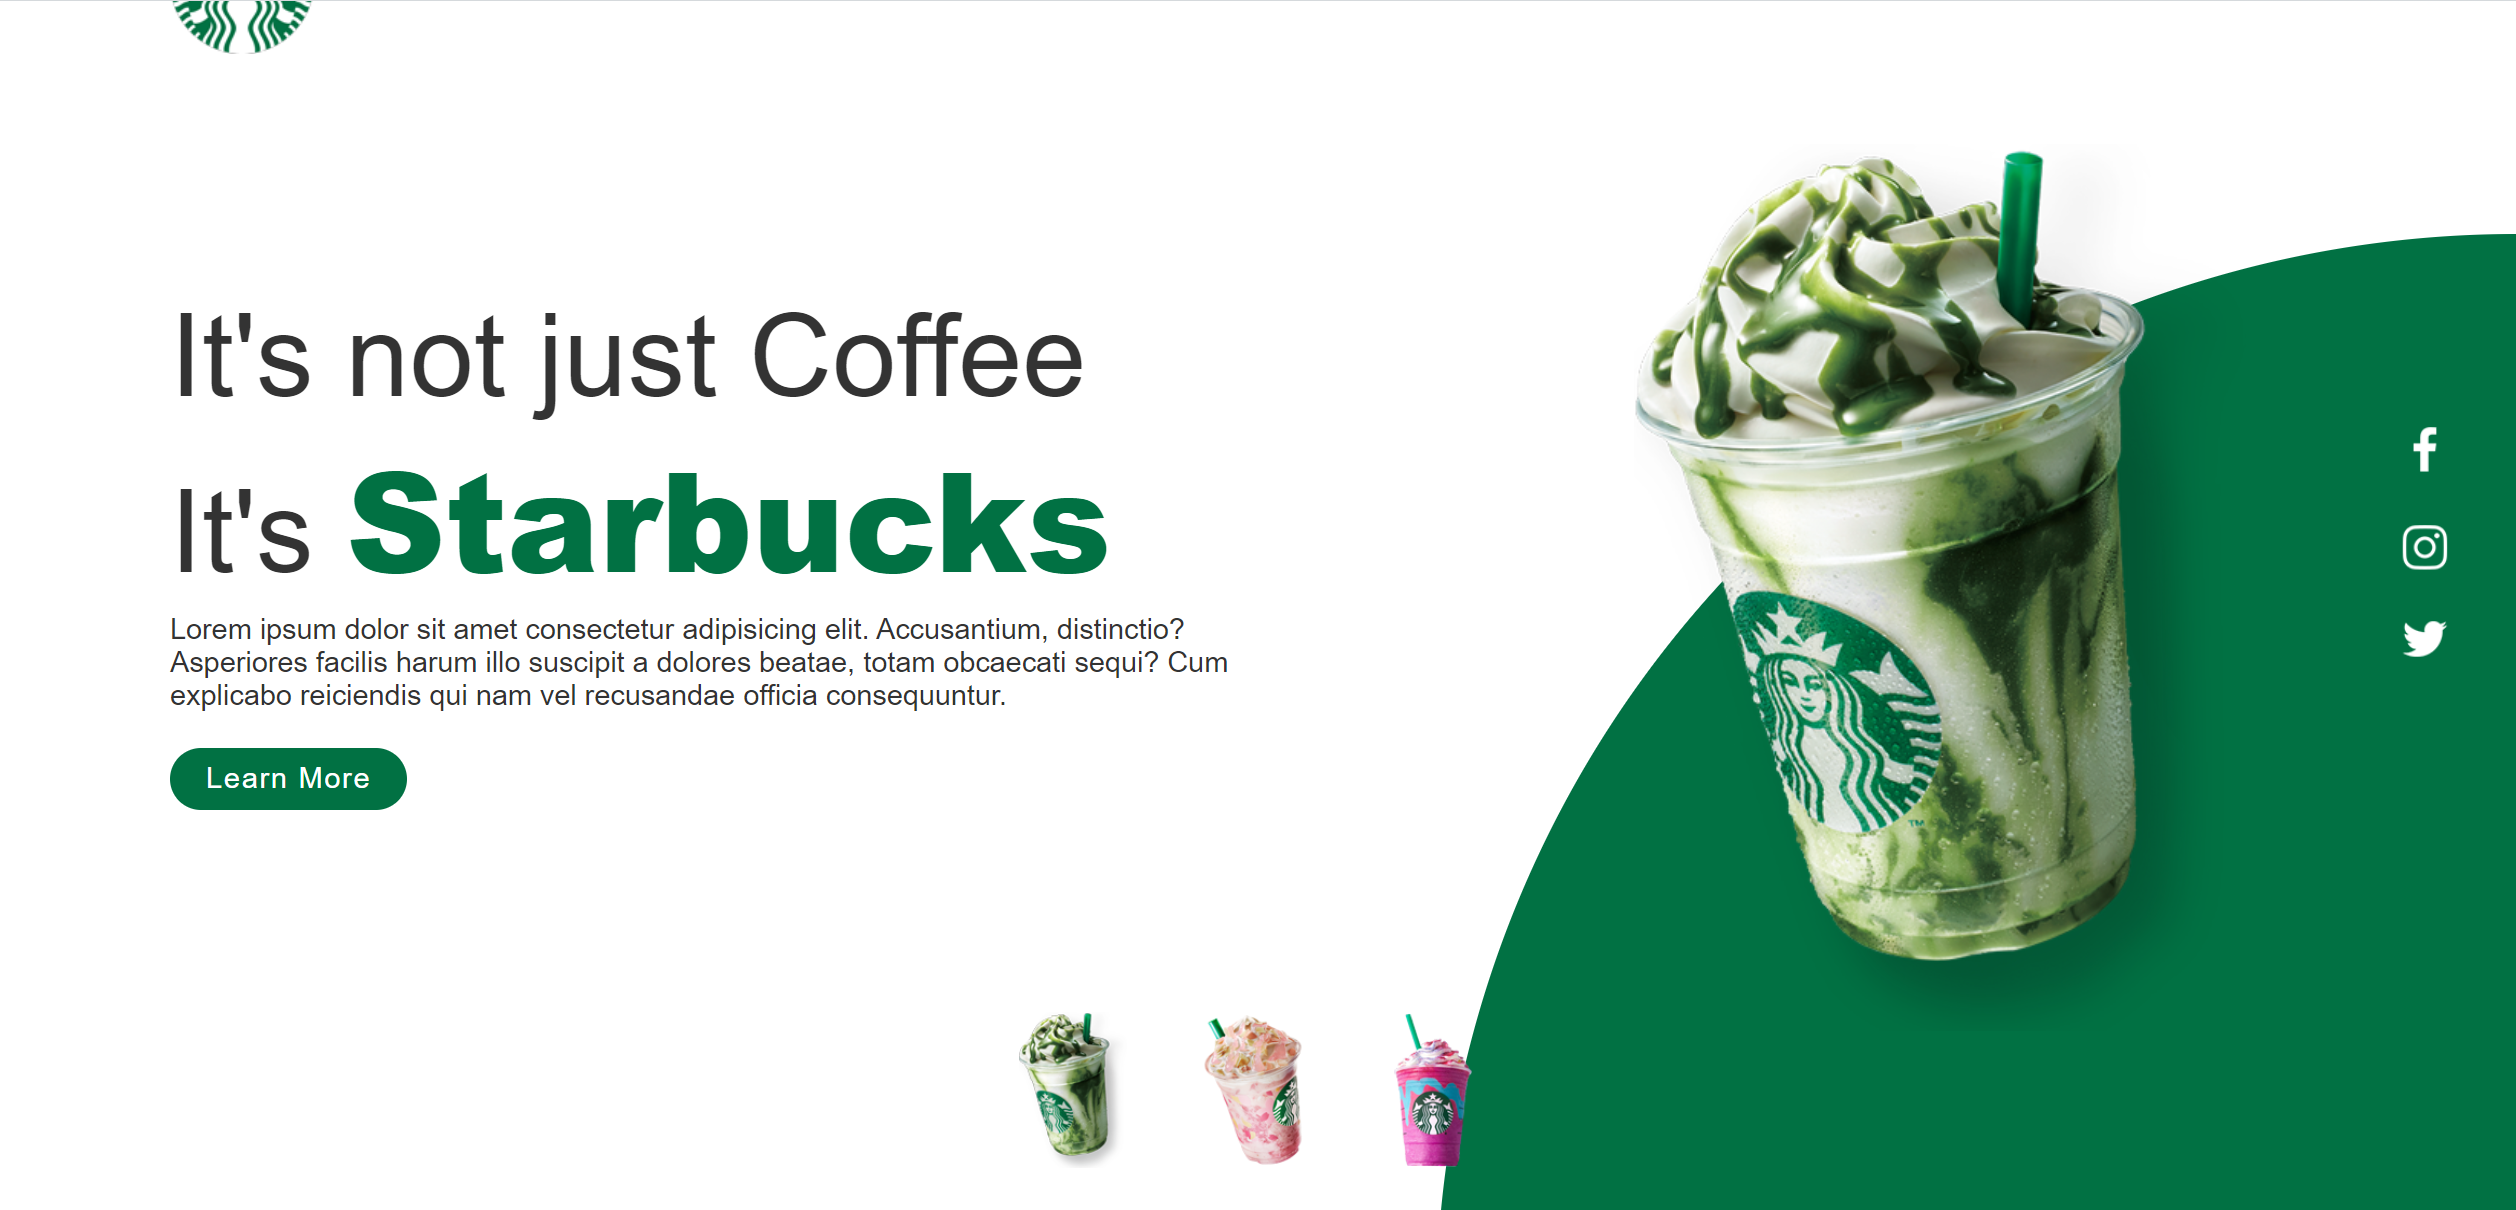 It's not just Coffee
It's Starbucks
Lorem ipsum dolor sit amet consectetur adipisicing elit. Accusantium, distinctio?
Asperiores facilis harum illo suscipit a dolores beatae, totam obcaecati sequi? Cum
explicabo reiciendis qui nam vel recusandae officia consequuntur.
Learn More
TM